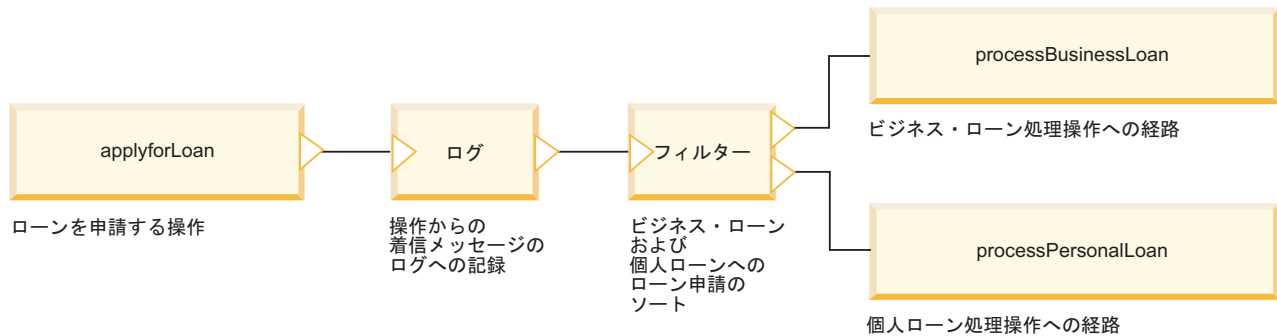 applyforLoan
ローンを申請する操作
ログ
操作からの
着信メッセージの
ログへの記録
フィルター
ビジネス・ローン
および
個人ローンへの
ローン申請の
ソート
processBusinessLoan
ビジネス・ローン処理操作への経路
processPersonalLoan
個人ローン処理操作への経路